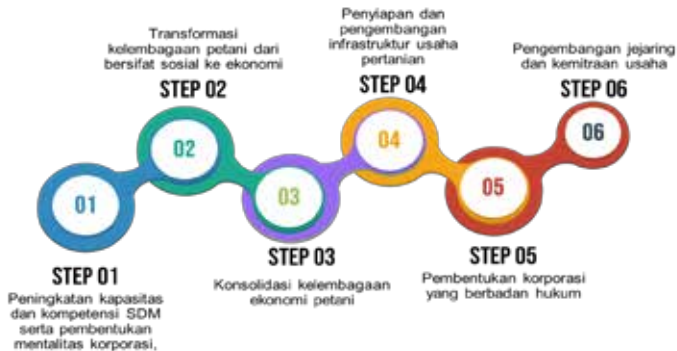 01
STEP 01
Peningkatan kapasitas
dan kompetensi SDM
serta pembentukan
mentalitas korporasi,
Transformasi
kelembagaan petani dari
bersifat sosial ke ekonomi
STEP 02
02
03
STEP 03
Konsolidasi kelembagaan
ekonomi petani
Penyiapan dan
pengembangan
infrastruktur usaha
pertanian
STEP 04
04
05
STEP 05
Pembentukan korporasi
yang berbadan hukum
Pengembangan jejaring
dan kemitraan usaha
STEP 06
06